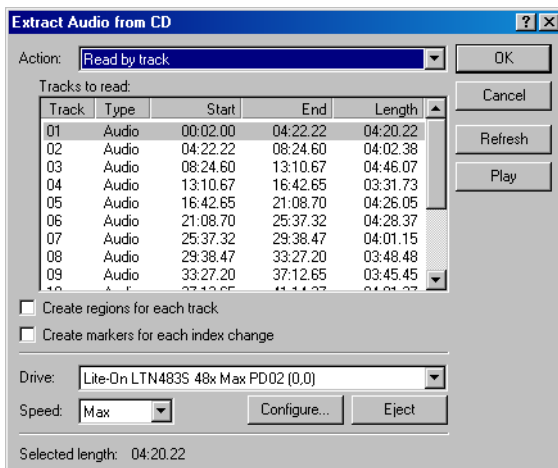 Extract Audio from CD
Action: Read by track OK
Tracks to read: Cancel
Track Type Start End Length
01 Audio 00:02.00 04:22.22 04:20.22
02 Audio 04:22.22 08:24.60 04:02.38
03 Audio 08:24.60 13:10.67 04:46.07
04 Audio 13:10.67 16:42.65 03:31.73
05 Audio 16:42.65 21:08.70 04:26.05
06 Audio 21:08.70 25:37.32 04:28.37
07 Audio 25:37.32 29:38.47 04:01.15
08 Audio 29:38.47 33:27.20 03:48.48
09 Audio 33:27.20 37:12.65 03:45.45
Refresh
Play
Create regions for each track
Create markers for each index change
Drive: Lite-On LTN483S 48x Max PD02 (0,0)
Speed: Max Configure... Eject
Selected length: 04:20.22